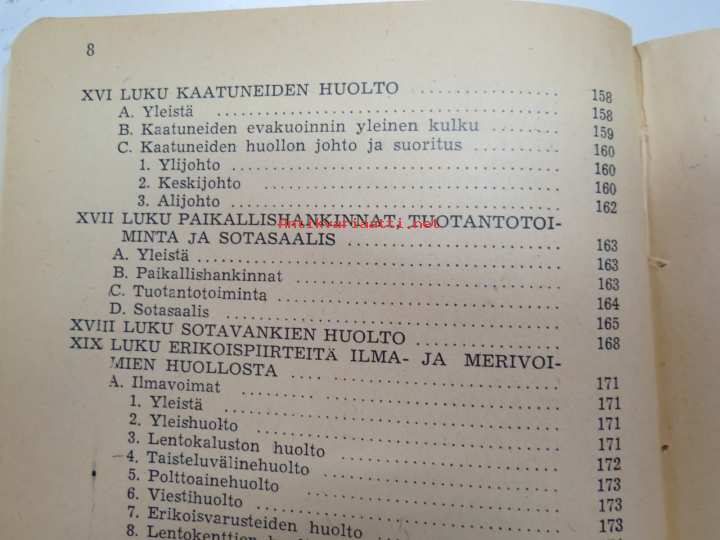 8
XVI LUKU KAATUNEIDEN HUOLTO ................ 158
A. Yleistä ................ 158
B. Kaatuneiden evakuoinnin yleinen kulku ........ 159
C. Kaatuneiden huollon johto ja suoritus ........ 160
1. Ylijohto ................ 160
2. Keskijohto ................ 160
3. Alijohto ................ 162
XVII LUKU PAIKALLISHANKINNAT, TUOTANTOTOI-
Antikvariaatti.net
MINTA JA SOTASAALIS ................ 163
A. Yleistä ................ 163
B. Paikallishankinnat ................ 163
C. Tuotantotoiminta ................ 164
D. Sotasaalis ................ 165
XVIII LUKU SOTAVANKIEN HUOLTO ................ 168
XIX LUKU ERIKOISPIIRTEITÄ ILMA- JA MERIVOI-
MIEN HUOLLOSTA ................ 171
A. Ilmavoimat ................ 171
1. Yleistä ................ 171
2. Yleishuolto ................ 171
3. Lentokaluston huolto ................ 172
4. Taisteluvälinehuolto ................ 173
5. Polttoainehuolto ................ 173
6. Viestihuolto ................ 173
7. Erikoisvarusteiden huolto
8. Lentokenttien